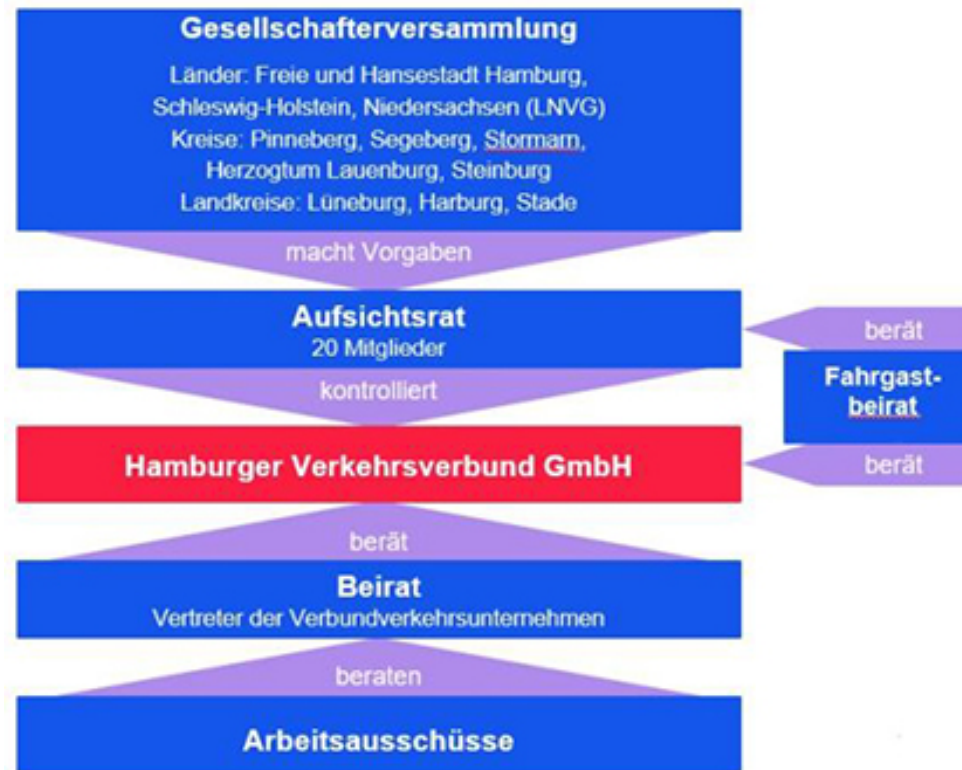 Gesellschafterversammlung
Länder: Freie und Hansestadt Hamburg,
Schleswig-Holstein, Niedersachsen (LNVG)
Kreise: Pinneberg, Segeberg, Stormarn,
Herzogtum Lauenburg, Steinburg
Landkreise: Lüneburg, Harburg, Stade
macht Vorgaben
Aufsichtsrat
20 Mitglieder
kontrolliert
berät
Fahrgast-
beirat
berät
Hamburger Verkehrsverbund GmbH
berät
Beirat
Vertreter der Verbundverkehrsunternehmen
beraten
Arbeitsausschüsse